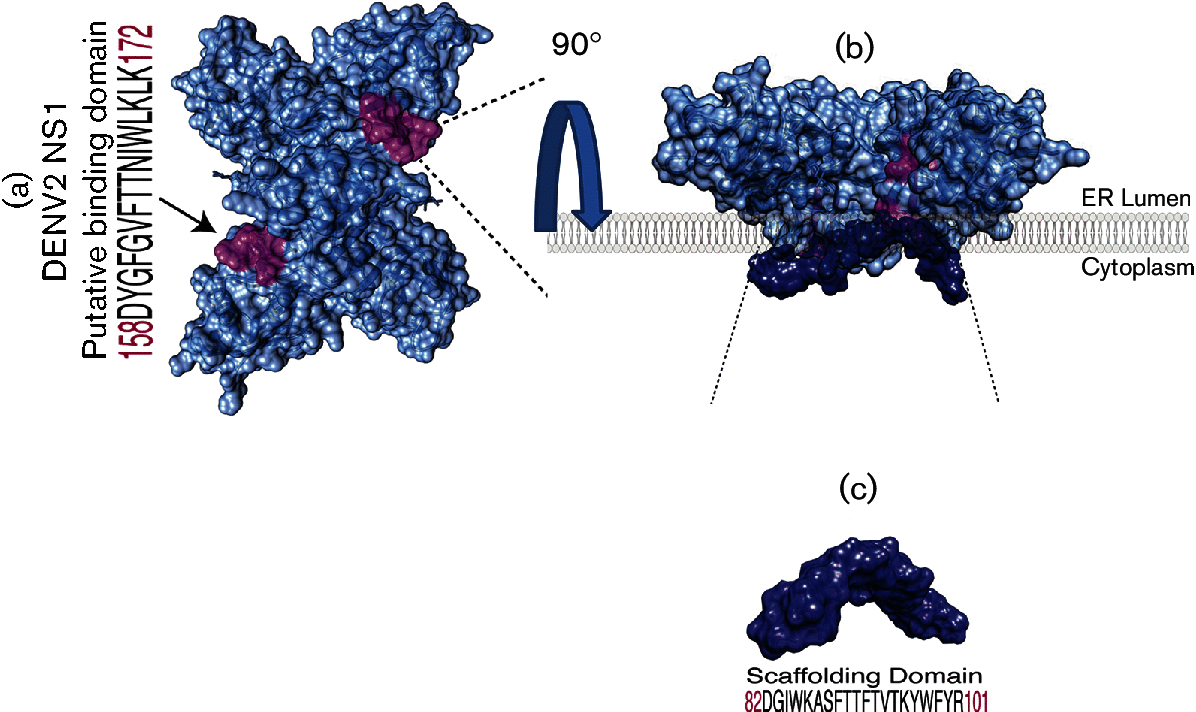 (a)
DENV2 NS1
Putative binding domain
158DYGFGVFTTNIWLKLK172
90°
(b)
ER Lumen
Cytoplasm
(c)
Scaffolding Domain
82DGIWKASFTTFTVTKYWFYR101